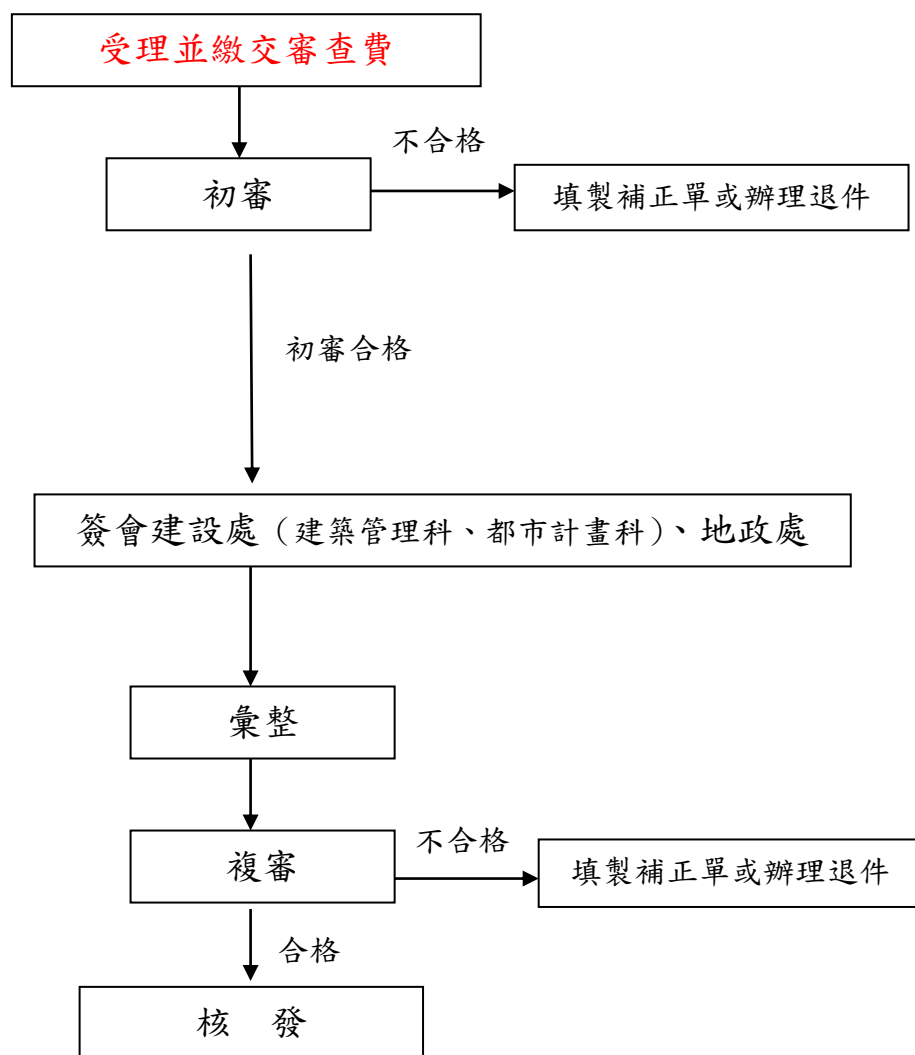 受理並繳交審查費
不合格
初審
填製補正單或辦理退件
初審合格
簽會建設處（建築管理科、都市計畫科）、地政處
彙整
不合格
複審
填製補正單或辦理退件
合格
核　發